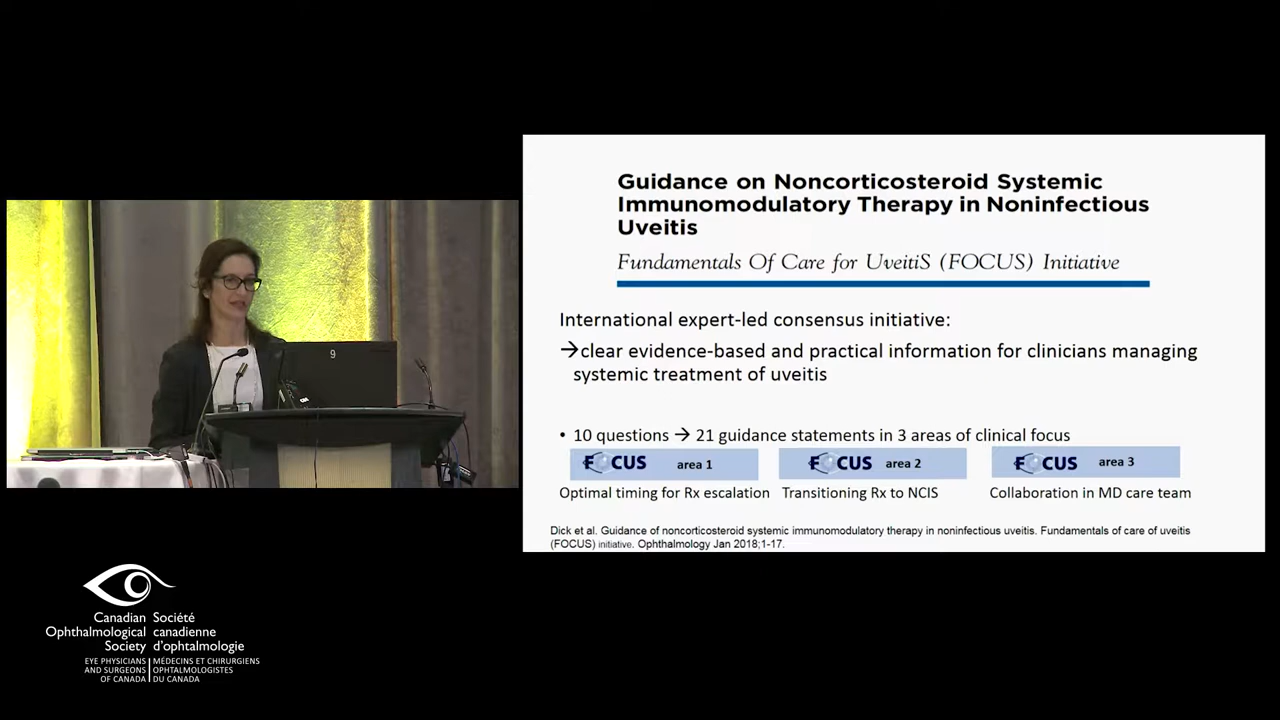 Guidance on Noncorticosteroid Systemic
Immunomodulatory Therapy in Noninfectious
Uveitis
Fundamentals Of Care for UveitiS (FOCUS) Initiative
International expert-led consensus initiative:
→clear evidence-based and practical information for clinicians managing
systemic treatment of uveitis
• 10 questions → 21 guidance statements in 3 areas of clinical focus
FOCUS area 1
FOCUS area 2
FOCUS area 3
Optimal timing for Rx escalation
Transitioning Rx to NCIS
Collaboration in MD care team
Dick et al. Guidance of noncorticosteroid systemic immunomodulatory therapy in noninfectious uveitis. Fundamentals of care of uveitis
(FOCUS) initiative. Ophthalmology Jan 2018;1-17.
9
Canadian
Ophthalmological
Society
Société
canadienne
d'ophtalmologie
EYE PHYSICIANS
AND SURGEONS
OF CANADA
MÉDECINS ET CHIRURGIENS
OPHTALMOLOGISTES
DU CANADA